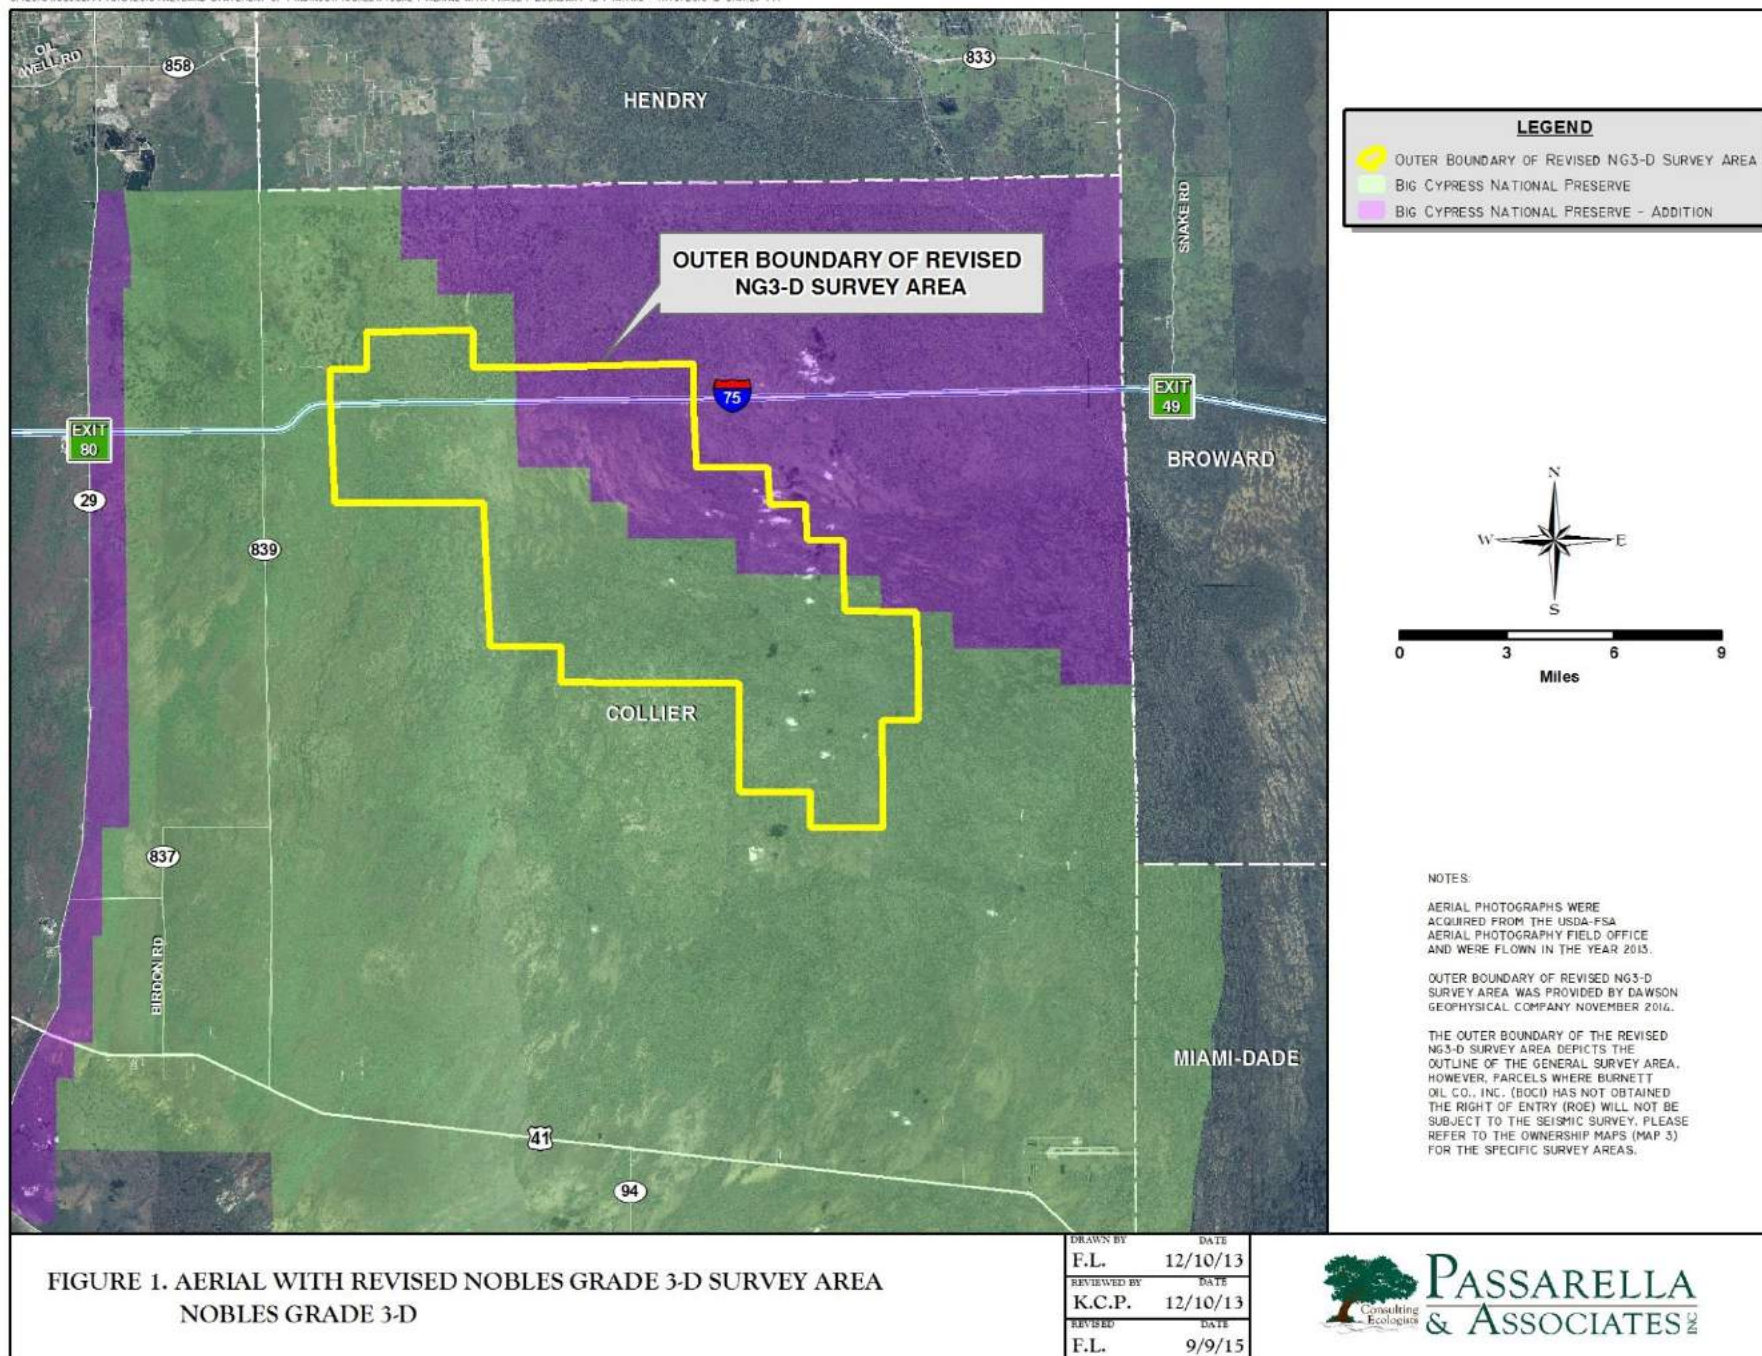 OIL
WELL RD
858
833
HENDRY
SNAKE RD
OUTER BOUNDARY OF REVISED
NG3-D SURVEY AREA
75
EXIT
49
EXIT
80
BROWARD
29
839
COLLIER
837
BIRDON RD
MIAMI-DADE
41
94
LEGEND
OUTER BOUNDARY OF REVISED NG3-D SURVEY AREA
BIG CYPRESS NATIONAL PRESERVE
BIG CYPRESS NATIONAL PRESERVE - ADDITION
N
W E
S
0 3 6 9
Miles
NOTES:
AERIAL PHOTOGRAPHS WERE
ACQUIRED FROM THE USDA-FSA
AERIAL PHOTOGRAPHY FIELD OFFICE
AND WERE FLOWN IN THE YEAR 2013.
OUTER BOUNDARY OF REVISED NG3-D
SURVEY AREA WAS PROVIDED BY DAWSON
GEOPHYSICAL COMPANY NOVEMBER 2014.
THE OUTER BOUNDARY OF THE REVISED
NG3-D SURVEY AREA DEPICTS THE
OUTLINE OF THE GENERAL SURVEY AREA.
HOWEVER, PARCELS WHERE BURNETT
OIL CO., INC. (BOCI) HAS NOT OBTAINED
THE RIGHT OF ENTRY (ROE) WILL NOT BE
SUBJECT TO THE SEISMIC SURVEY. PLEASE
REFER TO THE OWNERSHIP MAPS (MAP 3)
FOR THE SPECIFIC SURVEY AREAS.
FIGURE 1. AERIAL WITH REVISED NOBLES GRADE 3-D SURVEY AREA
NOBLES GRADE 3-D
DRAWN BY DATE
F.L. 12/10/13
REVIEWED BY DATE
K.C.P. 12/10/13
REVISED DATE
F.L. 9/9/15
Consulting
Ecologists
PASSARELLA
& ASSOCIATES INC